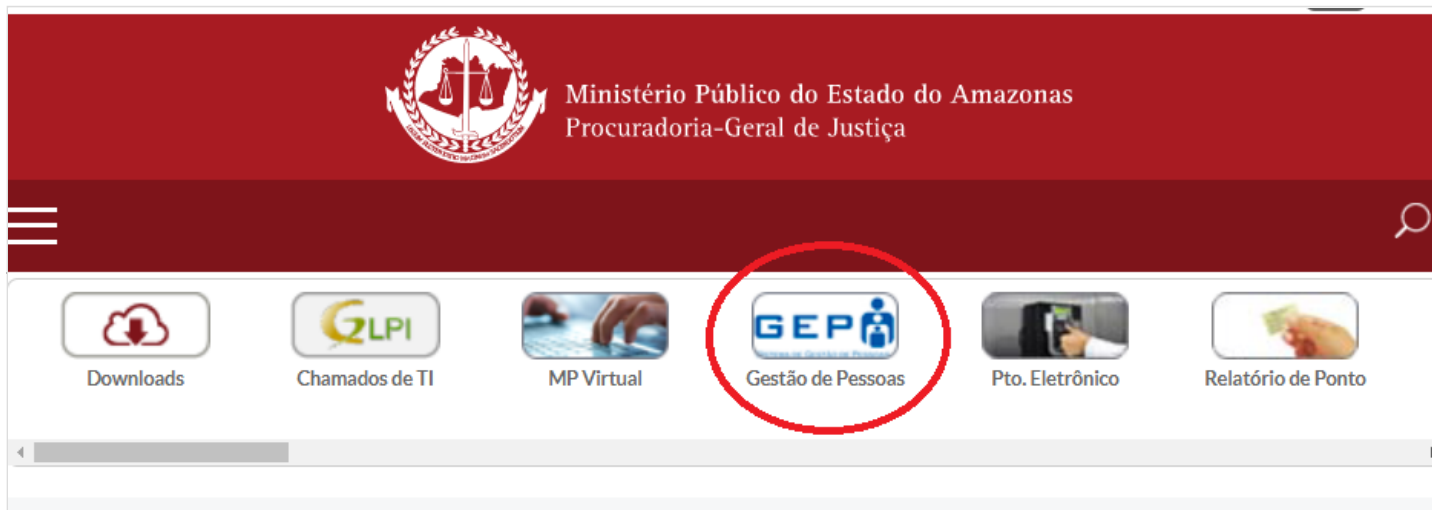 Ministério Público do Estado do Amazonas
Procuradoria-Geral de Justiça
GLPI
GEP
Downloads
Chamados de TI
MP Virtual
Gestão de Pessoas
Pto. Eletrônico
Relatório de Ponto